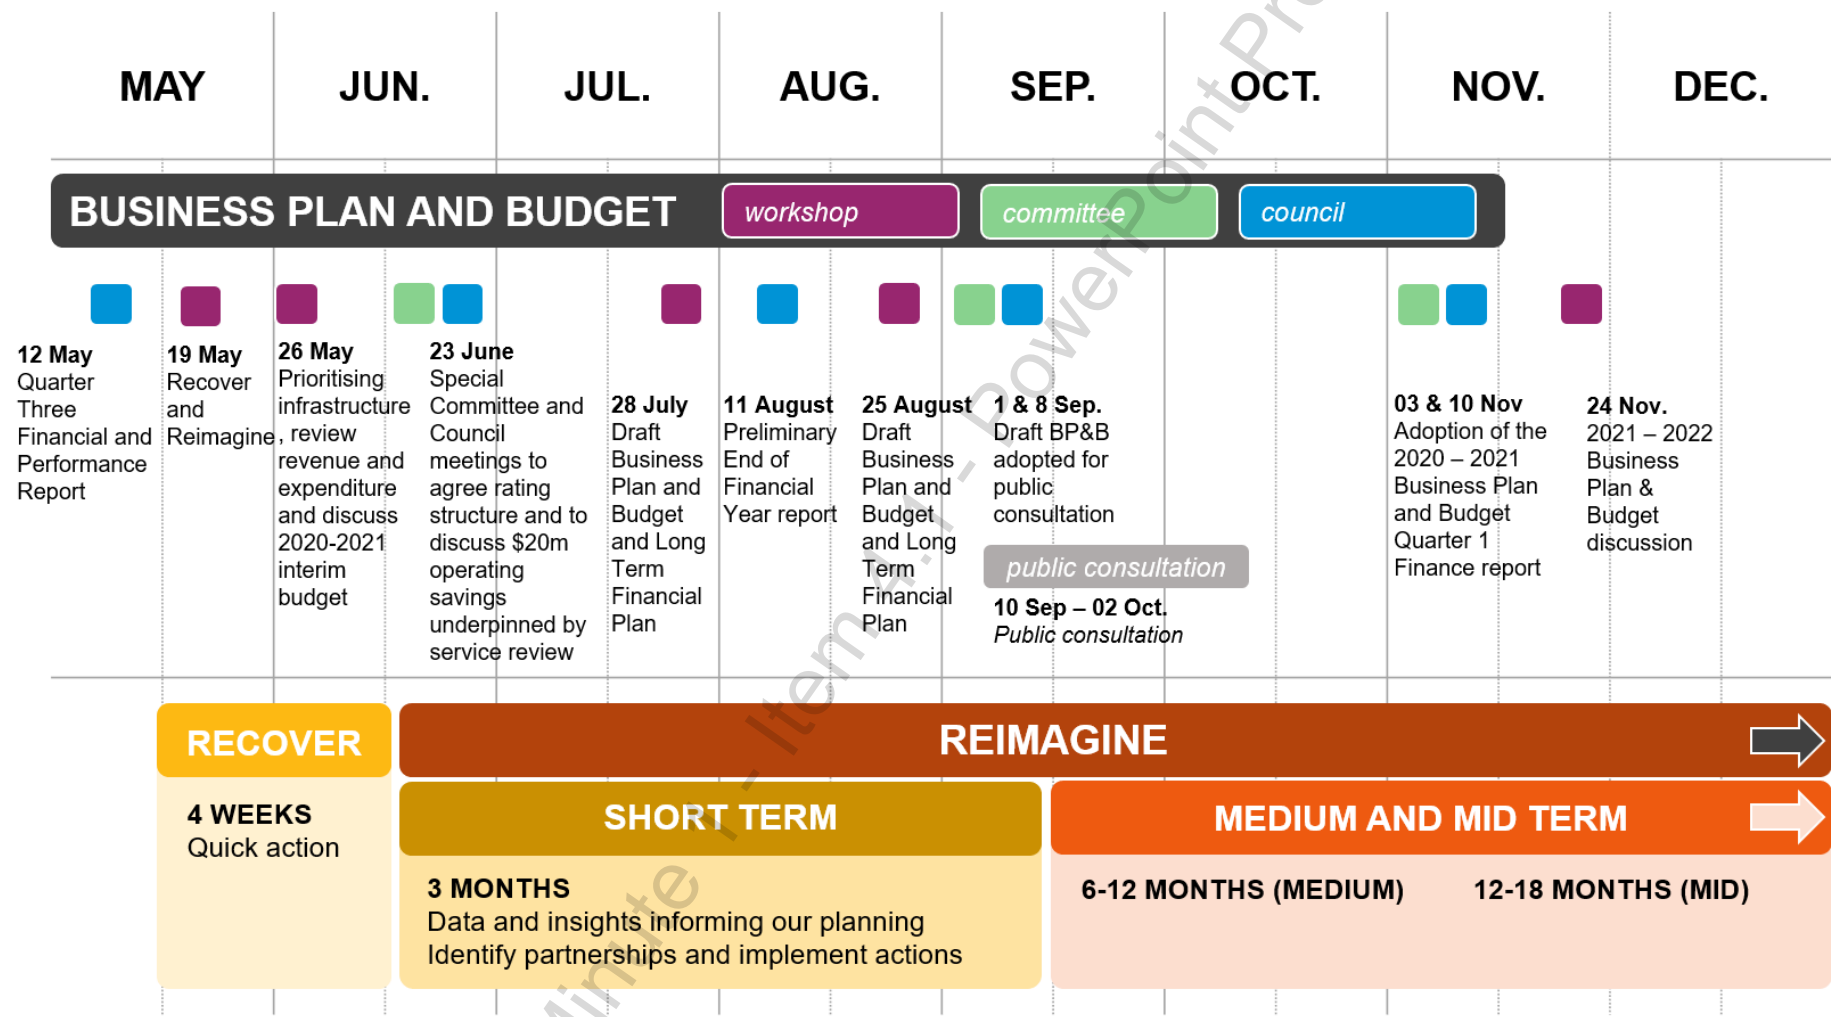 MAY
JUN.
JUL.
AUG.
SEP.
OCT.
NOV.
DEC.
BUSINESS PLAN AND BUDGET
workshop
committee
council
12 May
Quarter
Three
Financial and
Performance
Report
19 May
Recover
and
Reimagine
26 May
Prioritising
infrastructure
, review
revenue and
expenditure
and discuss
2020-2021
interim
budget
23 June
Special
Committee and
Council
meetings to
agree rating
structure and to
discuss $20m
operating
savings
underpinned by
service review
28 July
Draft
Business
Plan and
Budget
and Long
Term
Financial
Plan
11 August
Preliminary
End of
Financial
Year report
25 August
Draft
Business
Plan and
Budget
and Long
Term
Financial
Plan
1 & 8 Sep.
Draft BP&B
adopted for
public
consultation
public consultation
10 Sep – 02 Oct.
Public consultation
03 & 10 Nov
Adoption of the
2020 – 2021
Business Plan
and Budget
Quarter 1
Finance report
24 Nov.
2021 – 2022
Business
Plan &
Budget
discussion
RECOVER
4 WEEKS
Quick action
REIMAGINE
SHORT TERM
3 MONTHS
Data and insights informing our planning
Identify partnerships and implement actions
MEDIUM AND MID TERM
6-12 MONTHS (MEDIUM)
12-18 MONTHS (MID)
Minute 1 - Item 4.1 - PowerPoint Pre